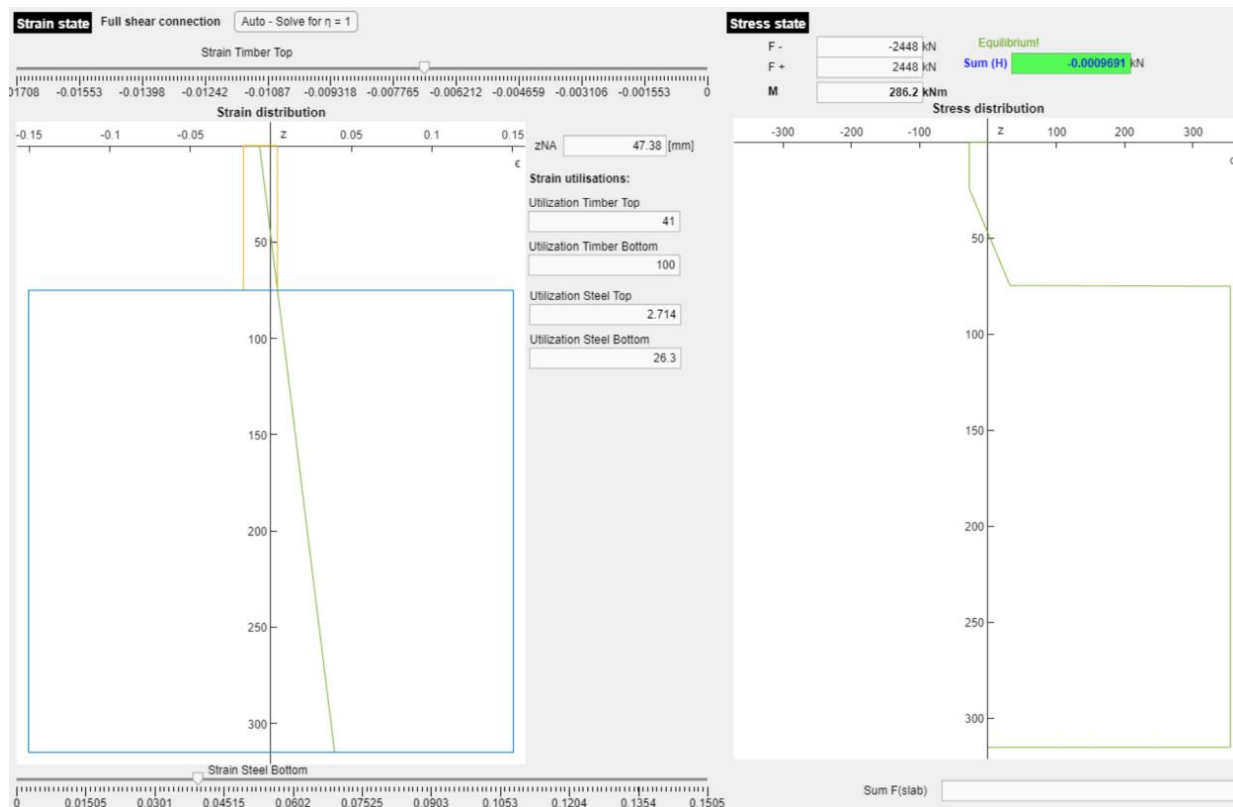 Strain state Full shear connection Auto - Solve for η = 1
Strain Timber Top
01708 -0.01553 -0.01398 -0.01242 -0.01087 -0.009318 -0.007765 -0.006212 -0.004659 -0.003106 -0.001553 0
Strain distribution
-0.15 -0.1 -0.05 z 0.05 0.1 0.15
ϵ
50
100
150
200
250
300
zNA 47.38 [mm]
Strain utilisations:
Utilization Timber Top
41
Utilization Timber Bottom
100
Utilization Steel Top
2.714
Utilization Steel Bottom
26.3
Strain Steel Bottom
0 0.01505 0.0301 0.04515 0.0602 0.07525 0.0903 0.1053 0.1204 0.1354 0.1505
Stress state
F - -2448 kN Equilibrium!
F + 2448 kN Sum (H) -0.0009691 kN
M 286.2 kNm
Stress distribution
-300 -200 -100 z 100 200 300
50
100
150
200
250
300
Sum F(slab)